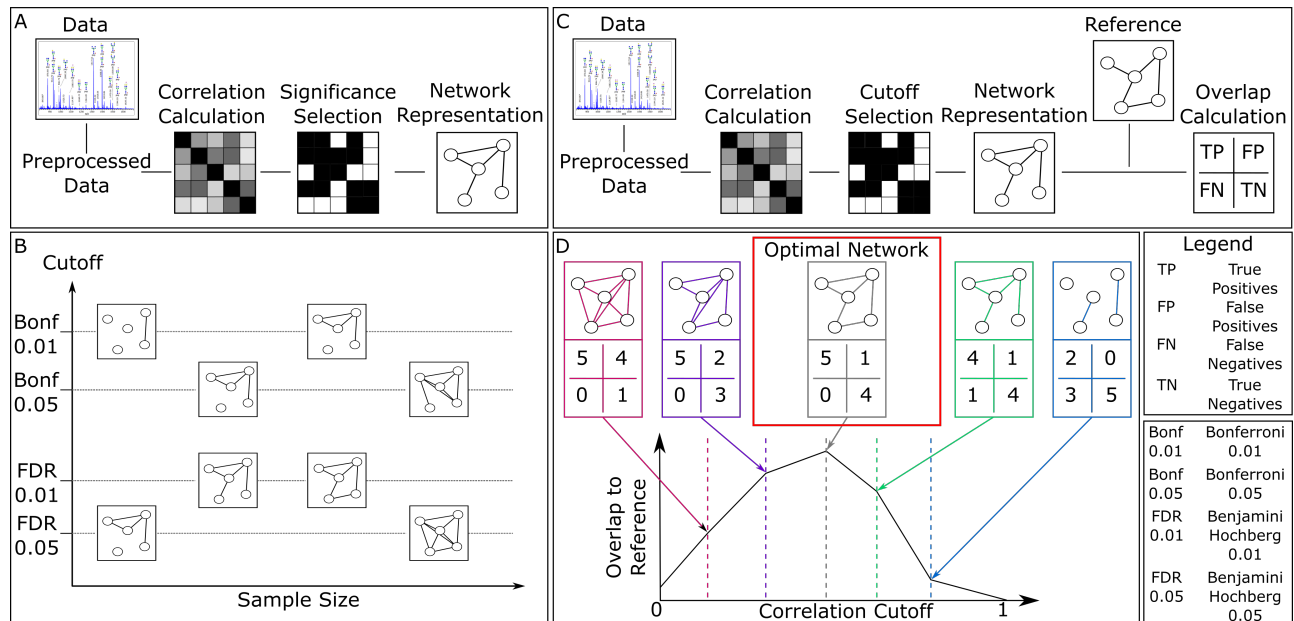 A
Data
Correlation
Calculation
Significance
Selection
Network
Representation
Preprocessed
Data
B
Cutoff
Bonf
0.01
Bonf
0.05
FDR
0.01
FDR
0.05
Sample Size
C
Data
Reference
Correlation
Calculation
Cutoff
Selection
Network
Representation
Overlap
Calculation
Preprocessed
Data
TP FP
FN TN
D
Optimal Network
5 4
0 1
5 2
0 3
5 1
0 4
4 1
1 4
2 0
3 5
Overlap to
Reference
0
Correlation Cutoff
1
Legend
TP True
Positives
FP False
Positives
FN False
Negatives
TN True
Negatives
Bonf Bonferroni
0.01 0.01
Bonf Bonferroni
0.05 0.05
FDR Benjamini
0.01 Hochberg
0.01
FDR Benjamini
0.05 Hochberg
0.05